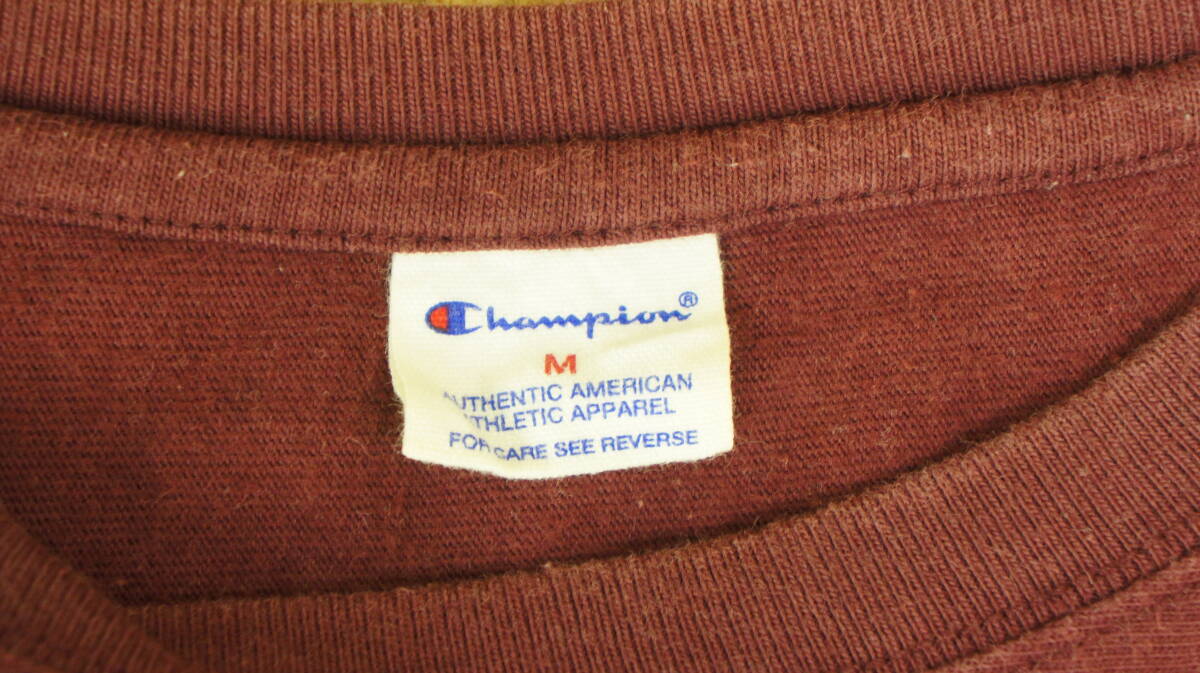 Champion®
M
AUTHENTIC AMERICAN
ATHLETIC APPAREL
FOR CARE SEE REVERSE